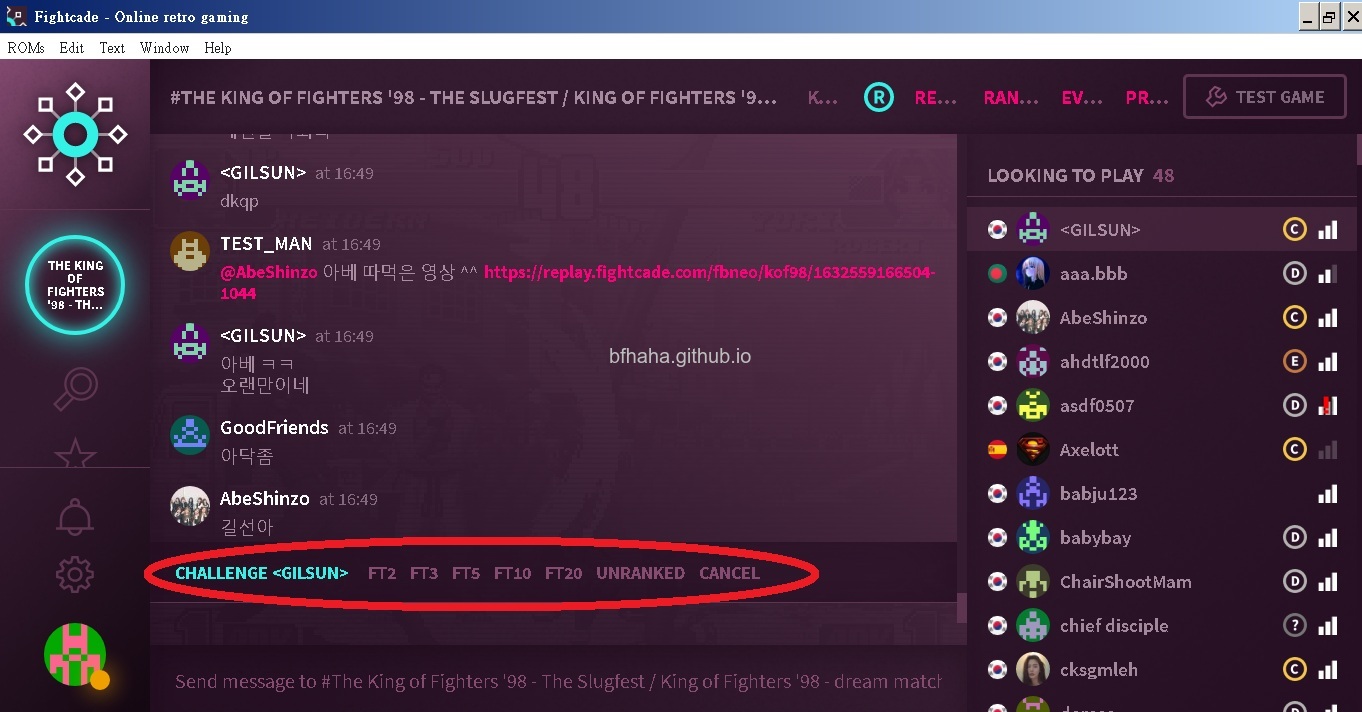 Fightcade - Online retro gaming
ROMs Edit Text Window Help
#THE KING OF FIGHTERS '98 - THE SLUGFEST / KING OF FIGHTERS '9... K... R RE... RAN... EV... PR... TEST GAME
THE KING
OF
FIGHTERS
'98 - TH...
<GILSUN> at 16:49
dkqp
TEST_MAN at 16:49
@AbeShinzo 아베 따먹은 영상 ^^ https://replay.fightcade.com/fbneo/kof98/1632559166504-
1044
<GILSUN> at 16:49
아베 ㅋㅋ
오랜만이네
GoodFriends at 16:49
아닥좀
AbeShinzo at 16:49
길선아
bfhaha.github.io
CHALLENGE <GILSUN> FT2 FT3 FT5 FT10 FT20 UNRANKED CANCEL
Send message to #The King of Fighters '98 - The Slugfest / King of Fighters '98 - dream match
LOOKING TO PLAY 48
<GILSUN> C
aaa.bbb D
AbeShinzo C
ahdtlf2000 E
asdf0507 D
Axelott C
babju123
babybay D
ChairShootMam D
chief disciple ?
cksgmleh C